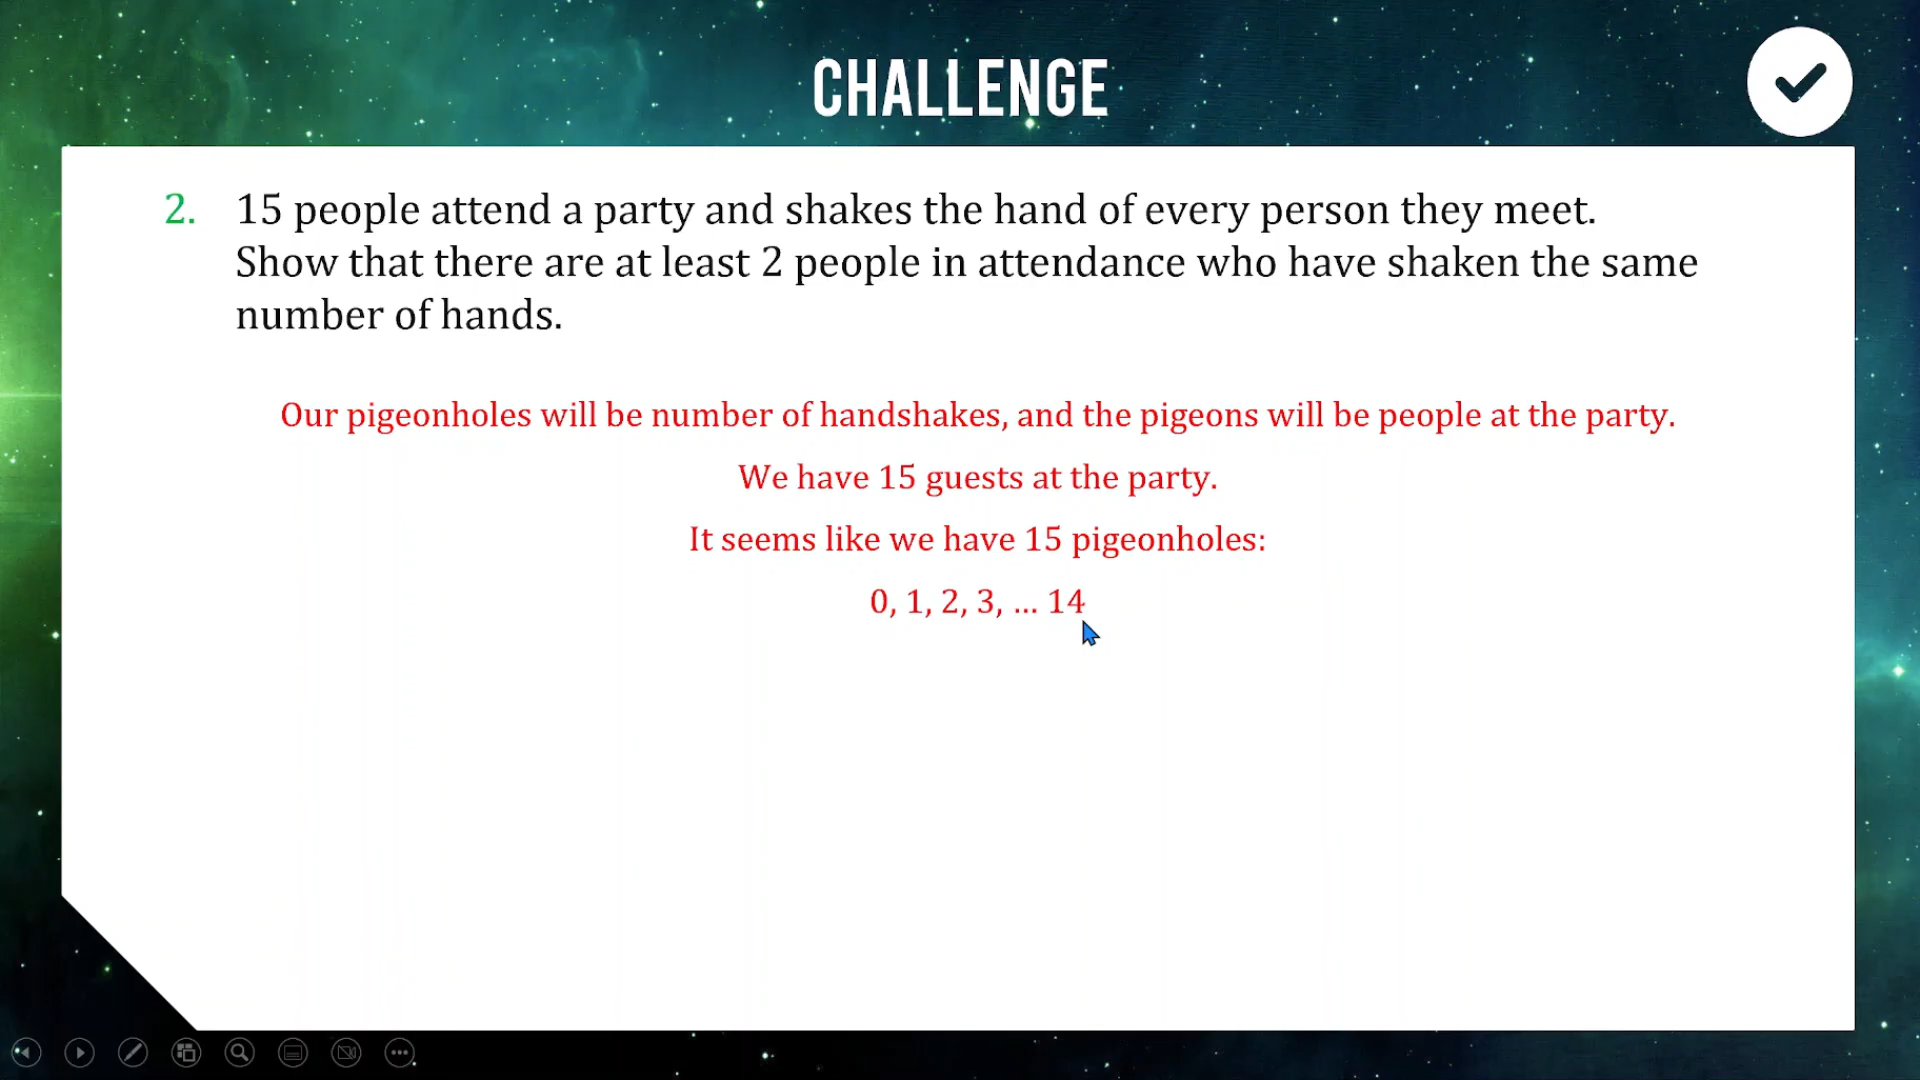 CHALLENGE
2. 15 people attend a party and shakes the hand of every person they meet.
Show that there are at least 2 people in attendance who have shaken the same
number of hands.
Our pigeonholes will be number of handshakes, and the pigeons will be people at the party.
We have 15 guests at the party.
It seems like we have 15 pigeonholes:
0, 1, 2, 3, … 14